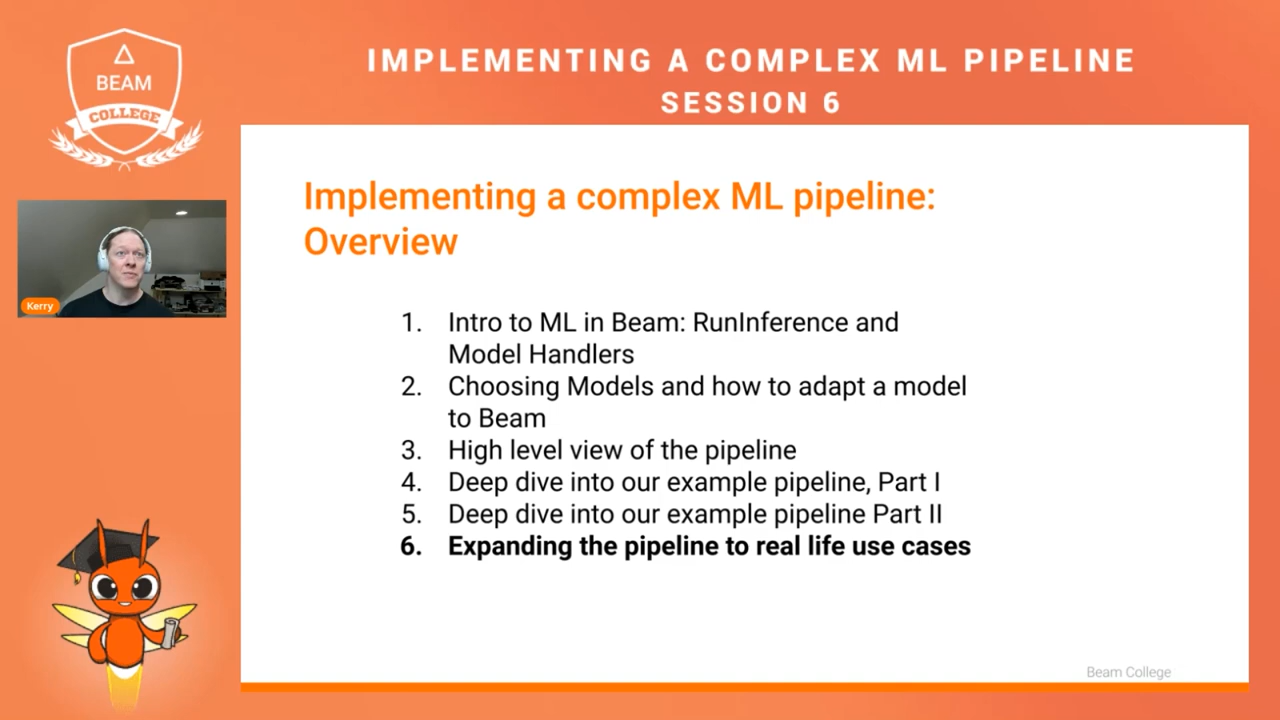 BEAM
COLLEGE
IMPLEMENTING A COMPLEX ML PIPELINE
SESSION 6
Kerry
Implementing a complex ML pipeline:
Overview
1. Intro to ML in Beam: RunInference and
Model Handlers
2. Choosing Models and how to adapt a model
to Beam
3. High level view of the pipeline
4. Deep dive into our example pipeline, Part I
5. Deep dive into our example pipeline Part II
6. Expanding the pipeline to real life use cases
Beam College